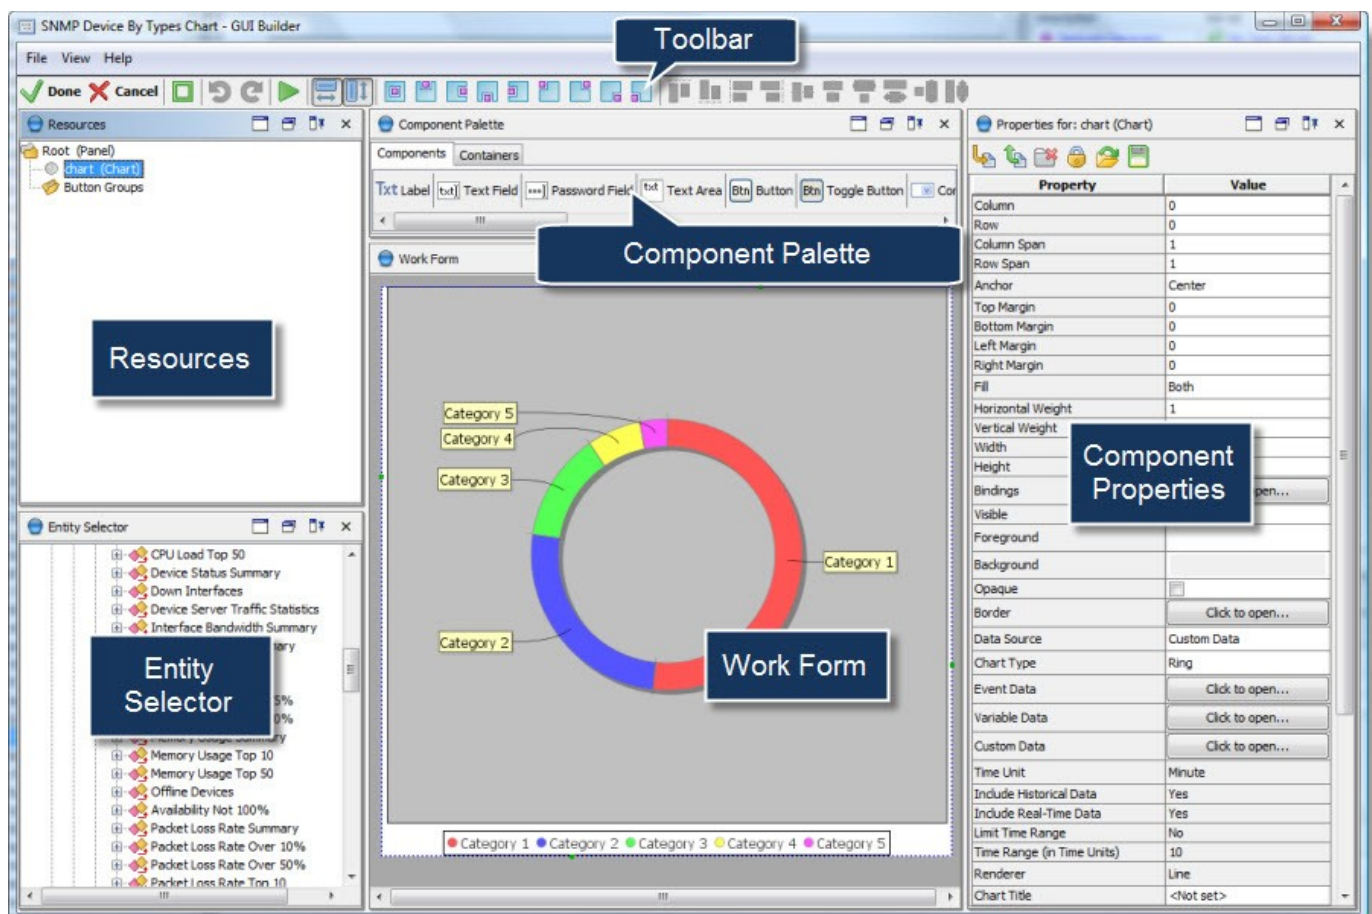 SNMP Device By Types Chart - GUI Builder
Toolbar
File View Help
Done Cancel
Resources
Root (Panel)
chart (Chart)
Button Groups
Resources
Component Palette
Components Containers
Txt Label txt Text Field Password Field txt Text Area Btn Button Btn Toggle Button
Component Palette
Work Form
Category 5
Category 4
Category 3
Category 1
Category 2
Work Form
Category 1 Category 2 Category 3 Category 4 Category 5
Entity Selector
CPU Load Top 50
Device Status Summary
Down Interfaces
Device Server Traffic Statistics
Interface Bandwidth Summary
Entity
Selector
Memory Usage Summary
Memory Usage Top 10
Memory Usage Top 50
Offline Devices
Availability Not 100%
Packet Loss Rate Summary
Packet Loss Rate Over 10%
Packet Loss Rate Over 50%
Packet Loss Rate Top 10
Properties for: chart (Chart)
Property Value
Column 0
Row 0
Column Span 1
Row Span 1
Anchor Center
Top Margin 0
Bottom Margin 0
Left Margin 0
Right Margin 0
Fill Both
Horizontal Weight 1
Vertical Weight
Width
Height
Component
Properties
Bindings
Visible
Foreground
Background
Opaque
Border Click to open...
Data Source Custom Data
Chart Type Ring
Event Data Click to open...
Variable Data Click to open...
Custom Data Click to open...
Time Unit Minute
Include Historical Data Yes
Include Real-Time Data Yes
Limit Time Range No
Time Range (in Time Units) 10
Renderer Line
Chart Title <Not set>